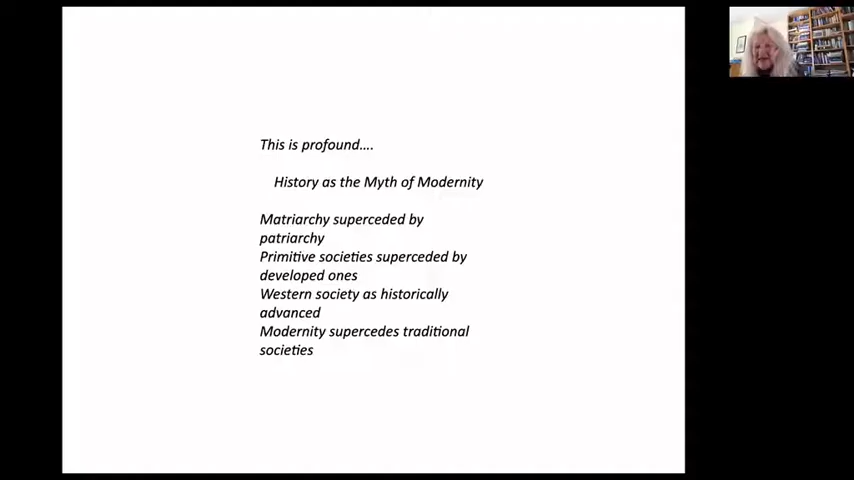 This is profound....
History as the Myth of Modernity
Matriarchy superceded by
patriarchy
Primitive societies superceded by
developed ones
Western society as historically
advanced
Modernity supercedes traditional
societies